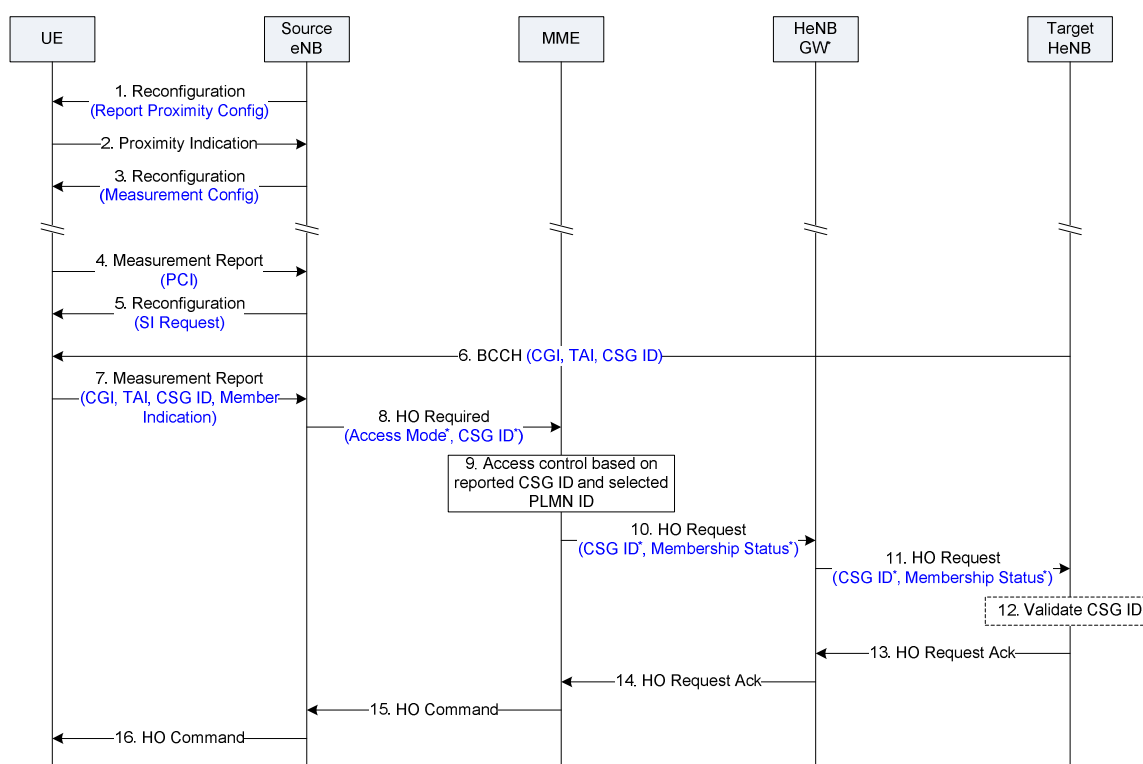 UE
Source
eNB
MME
HeNB
GW*
Target
HeNB
1. Reconfiguration
(Report Proximity Config)
2. Proximity Indication
3. Reconfiguration
(Measurement Config)
4. Measurement Report
(PCI)
5. Reconfiguration
(SI Request)
6. BCCH (CGI, TAI, CSG ID)
7. Measurement Report
(CGI, TAI, CSG ID, Member
Indication)
8. HO Required
(Access Mode*, CSG ID*)
9. Access control based on
reported CSG ID and selected
PLMN ID
10. HO Request
(CSG ID*, Membership Status*)
11. HO Request
(CSG ID*, Membership Status*)
12. Validate CSG ID
13. HO Request Ack
14. HO Request Ack
15. HO Command
16. HO Command